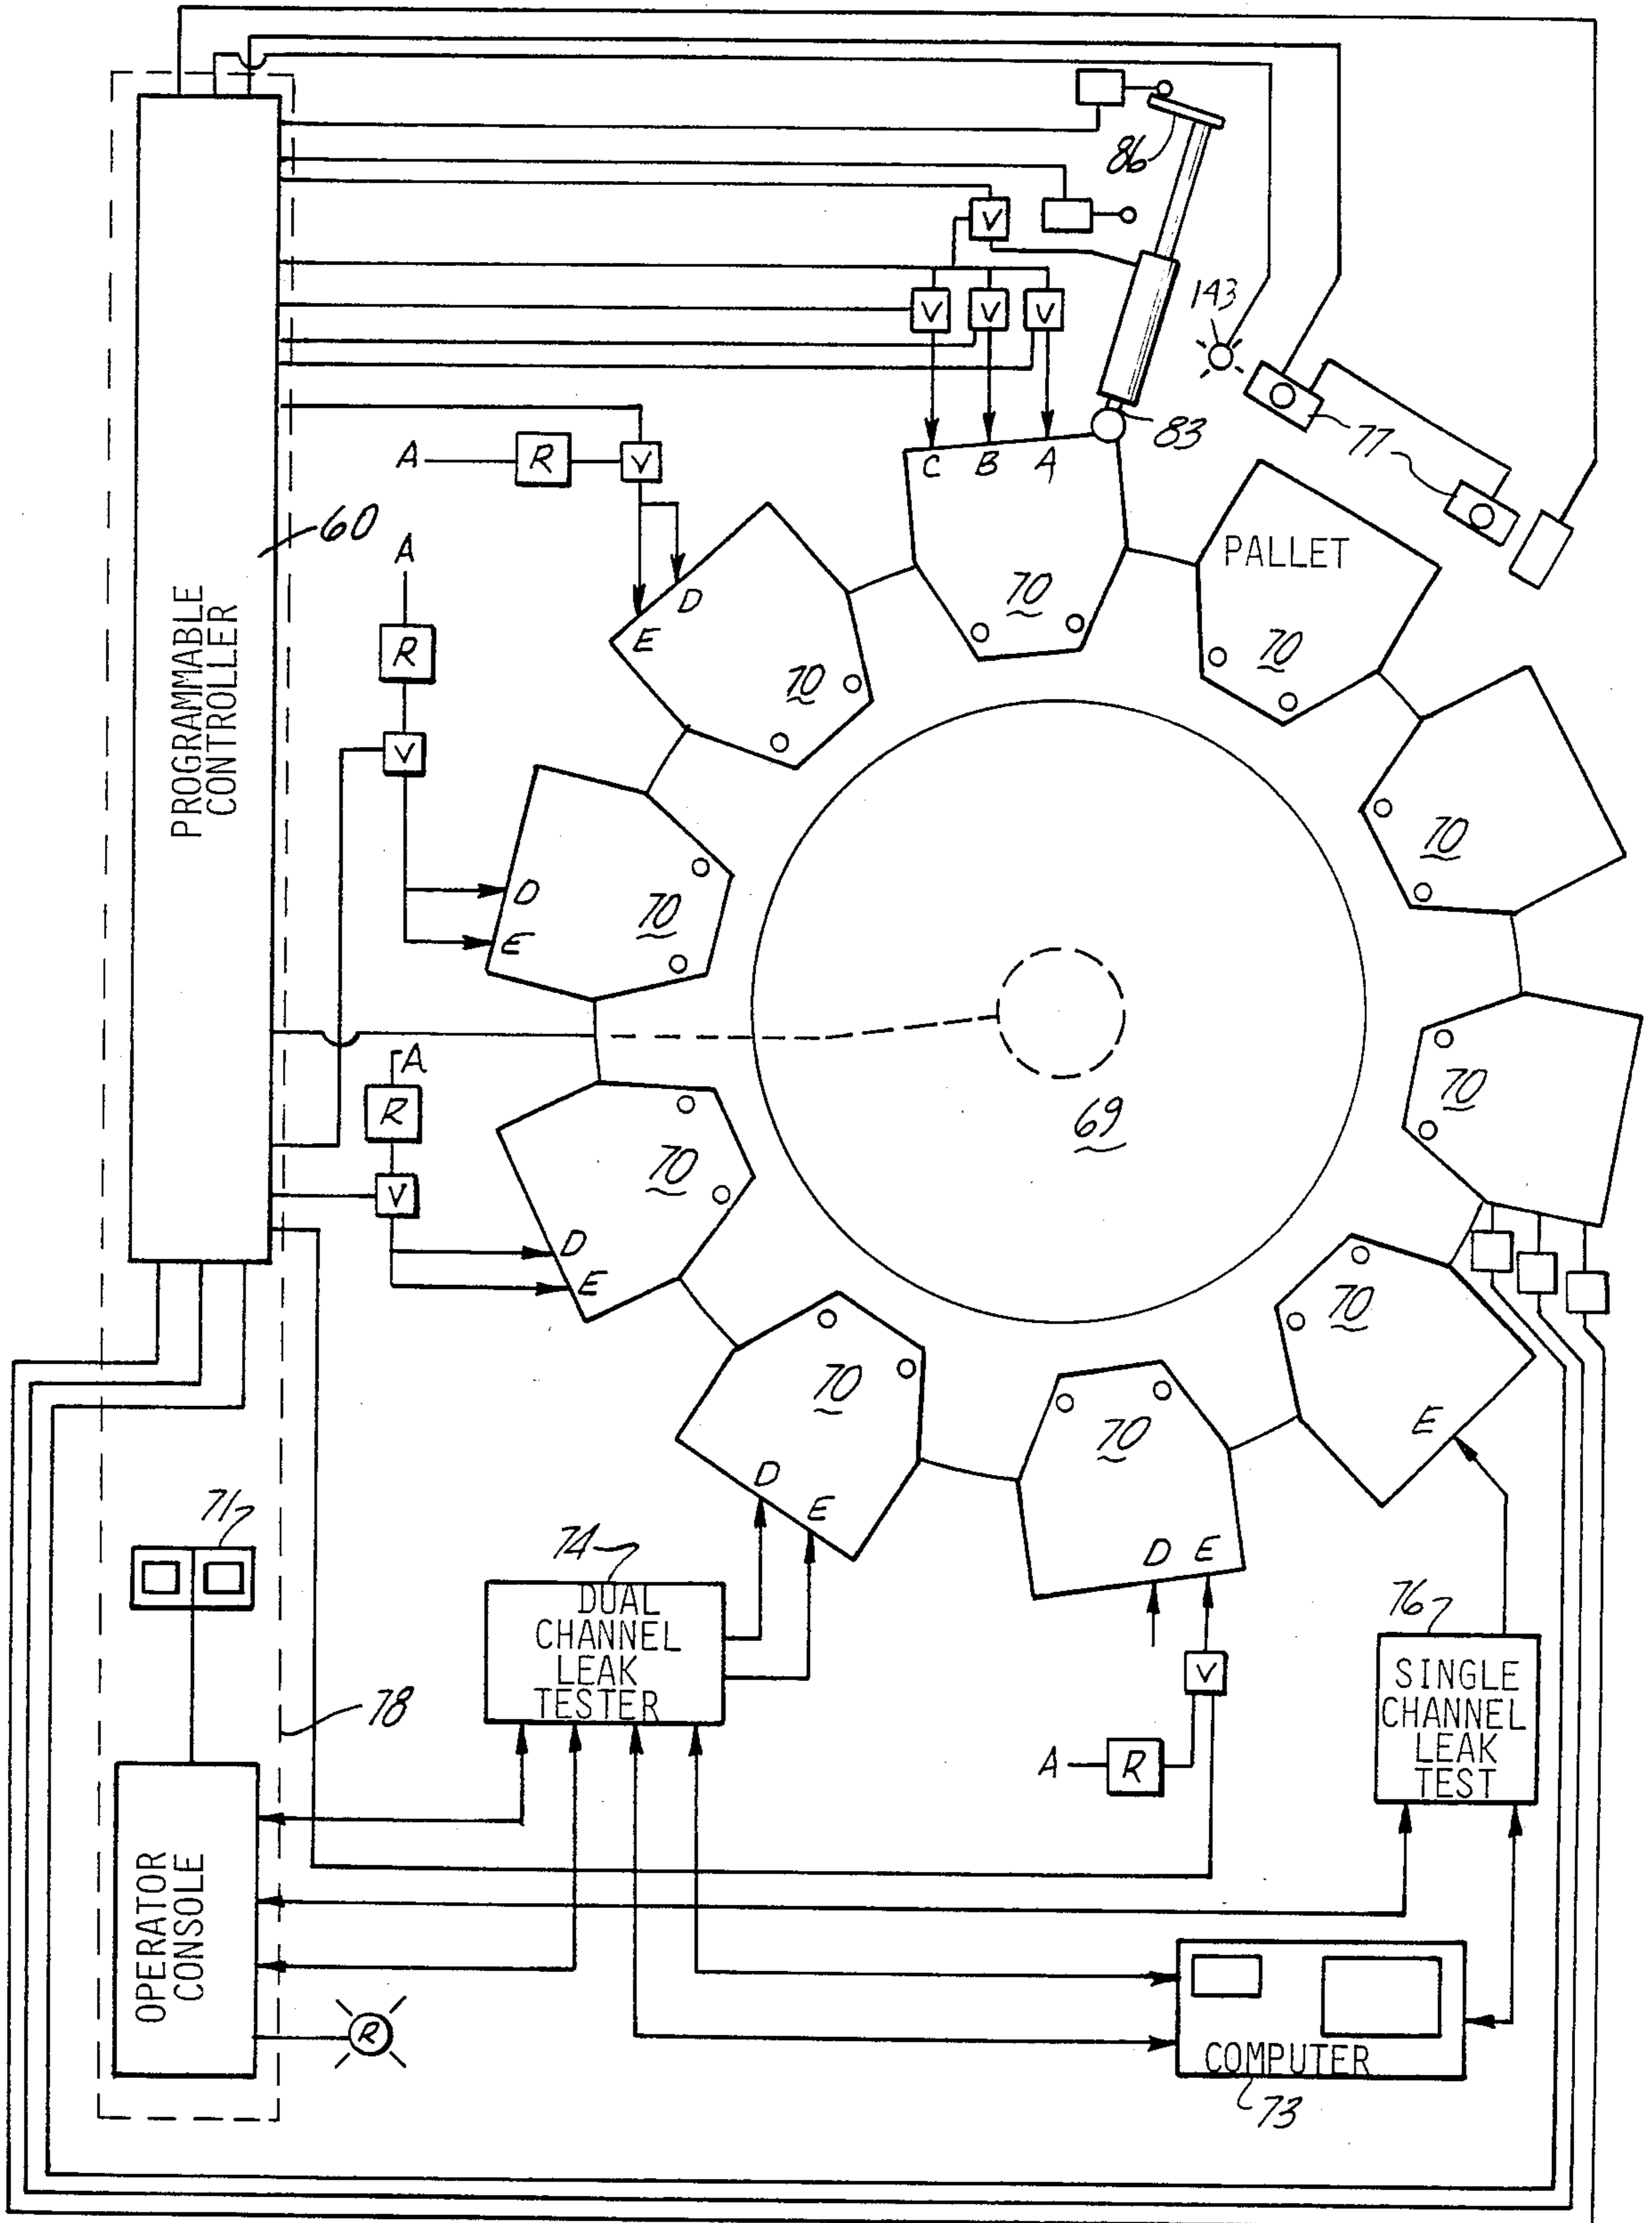 86
V
V
V
V
143
83
77
C B A
A R V
PALLET
60
A
D
E
70
70
R
70
70
V
PROGRAMMABLE
CONTROLLER
D
E
70
A
R
69
70
V
70
D
E
70
70
70
E
D
E
71
D E
74
DUAL
CHANNEL
LEAK
TESTER
76
SINGLE
CHANNEL
LEAK
TEST
V
78
A R
OPERATOR
CONSOLE
R
COMPUTER
73